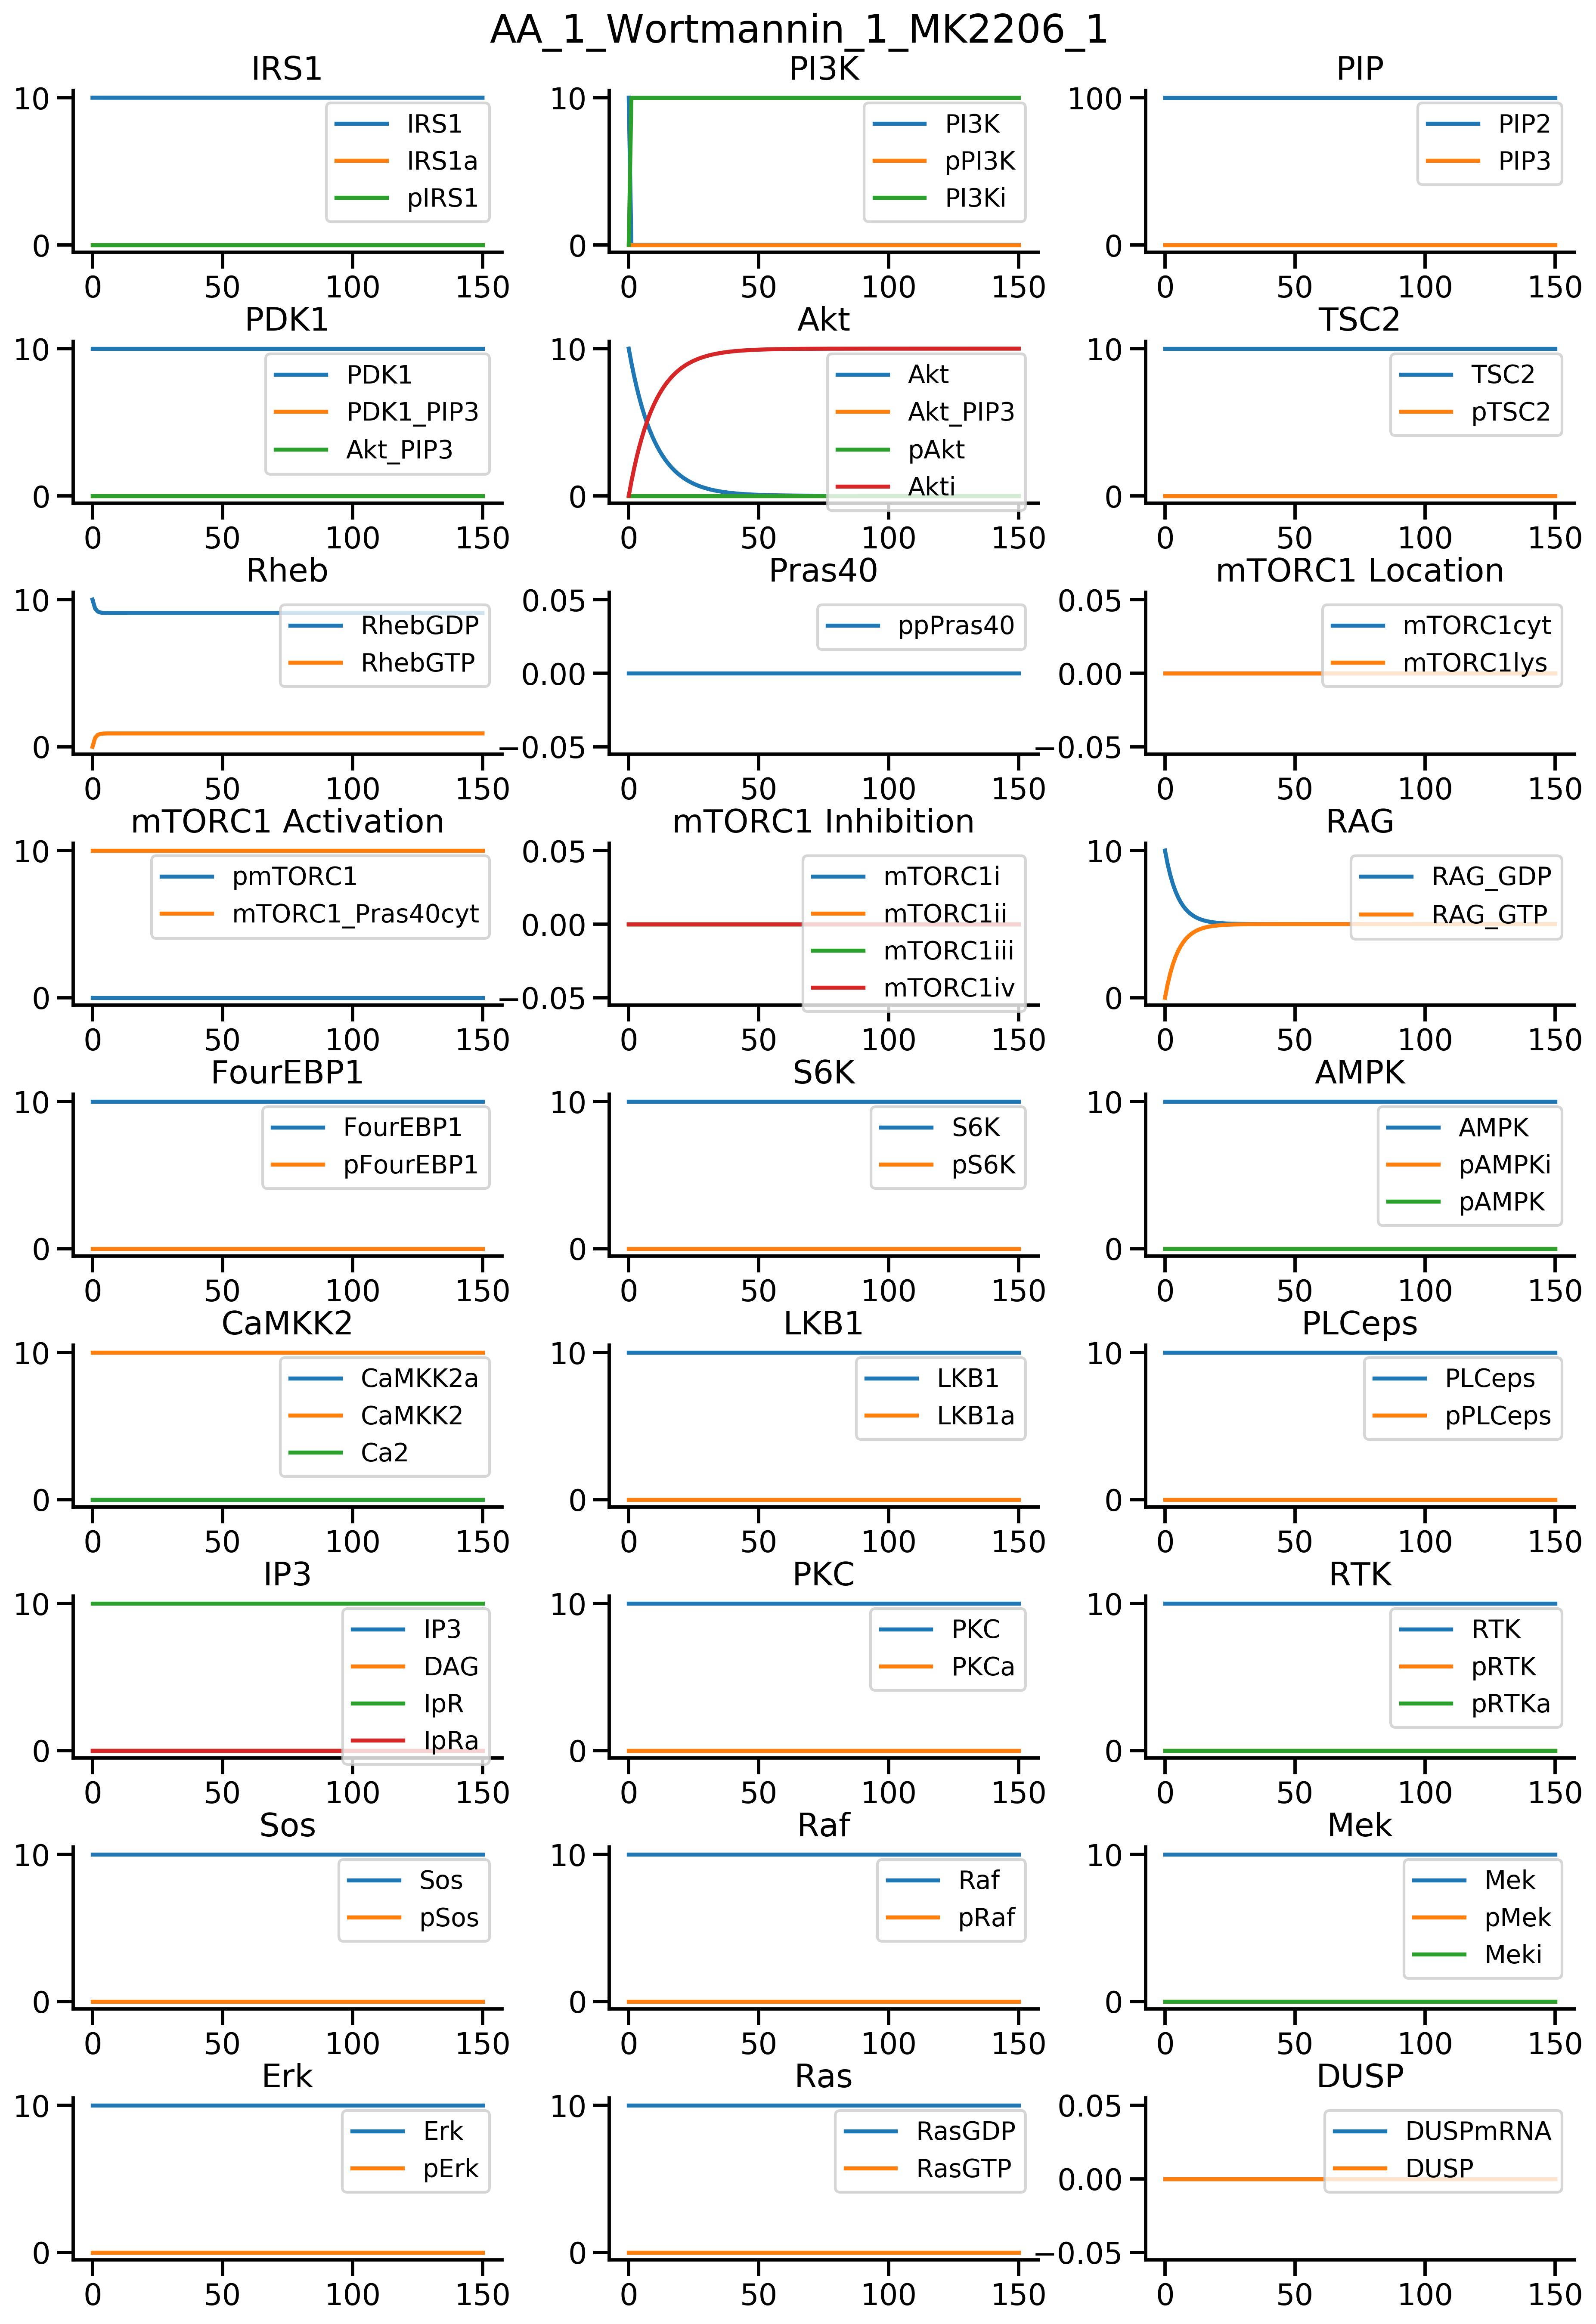 AA_1_Wortmannin_1_MK2206_1
IRS1
10
0
0 50 100 150
IRS1
IRS1a
pIRS1
PI3K
10
0
0 50 100 150
PI3K
pPI3K
PI3Ki
PIP
100
0
0 50 100 150
PIP2
PIP3
PDK1
10
0
0 50 100 150
PDK1
PDK1_PIP3
Akt_PIP3
Akt
10
0
0 50 100 150
Akt
Akt_PIP3
pAkt
Akti
TSC2
10
0
0 50 100 150
TSC2
pTSC2
Rheb
10
0
0 50 100 150
RhebGDP
RhebGTP
Pras40
0.05
0.00
−0.05
0 50 100 150
ppPras40
mTORC1 Location
0.05
0.00
−0.05
0 50 100 150
mTORC1cyt
mTORC1lys
mTORC1 Activation
10
0
0 50 100 150
pmTORC1
mTORC1_Pras40cyt
mTORC1 Inhibition
0.05
0.00
−0.05
0 50 100 150
mTORC1i
mTORC1ii
mTORC1iii
mTORC1iv
RAG
10
0
0 50 100 150
RAG_GDP
RAG_GTP
FourEBP1
10
0
0 50 100 150
FourEBP1
pFourEBP1
S6K
10
0
0 50 100 150
S6K
pS6K
AMPK
10
0
0 50 100 150
AMPK
pAMPKi
pAMPK
CaMKK2
10
0
0 50 100 150
CaMKK2a
CaMKK2
Ca2
LKB1
10
0
0 50 100 150
LKB1
LKB1a
PLCeps
10
0
0 50 100 150
PLCeps
pPLCeps
IP3
10
0
0 50 100 150
IP3
DAG
IpR
IpRa
PKC
10
0
0 50 100 150
PKC
PKCa
RTK
10
0
0 50 100 150
RTK
pRTK
pRTKa
Sos
10
0
0 50 100 150
Sos
pSos
Raf
10
0
0 50 100 150
Raf
pRaf
Mek
10
0
0 50 100 150
Mek
pMek
Meki
Erk
10
0
0 50 100 150
Erk
pErk
Ras
10
0
0 50 100 150
RasGDP
RasGTP
DUSP
0.05
0.00
−0.05
0 50 100 150
DUSPmRNA
DUSP